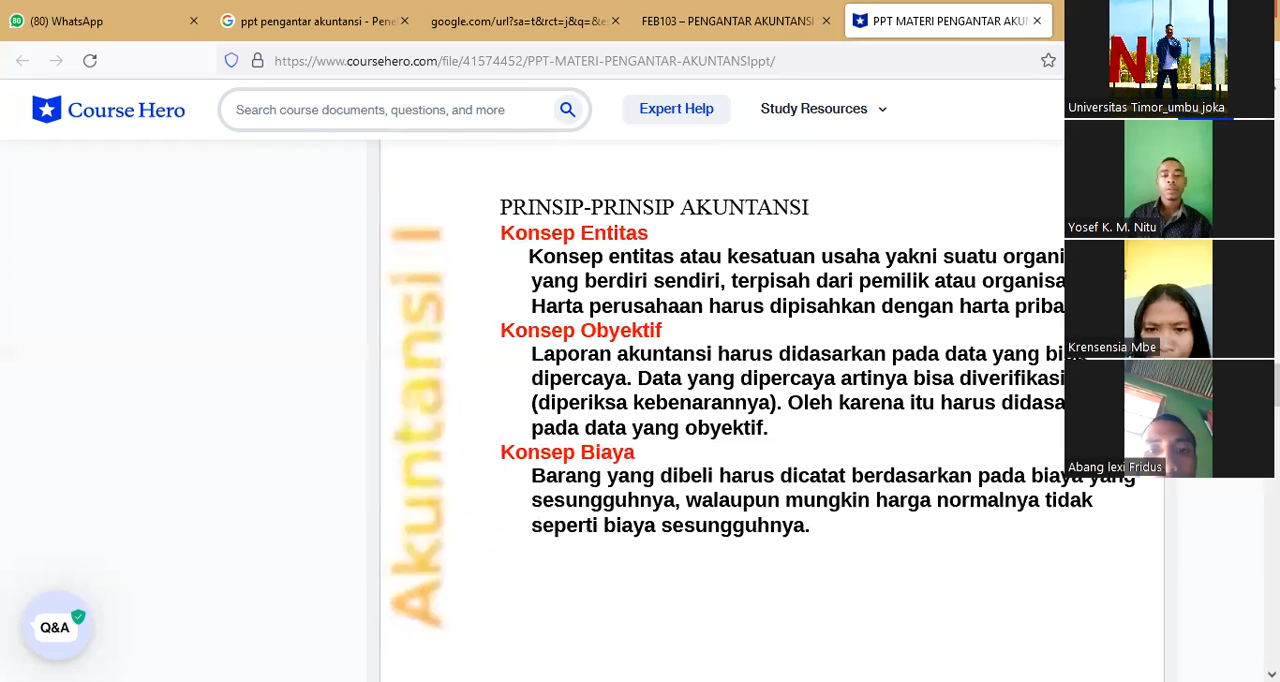 (80) WhatsApp
ppt pengantar akuntansi - Pene
google.com/url?sa=t&rct=j&q=&es
FEB103 – PENGANTAR AKUNTANSI
PPT MATERI PENGANTAR AKU
https://www.coursehero.com/file/41574452/PPT-MATERI-PENGANTAR-AKUNTANSIppt/
Course Hero
Search course documents, questions, and more
Expert Help
Study Resources
PRINSIP-PRINSIP AKUNTANSI
Konsep Entitas
Konsep entitas atau kesatuan usaha yakni suatu organi
yang berdiri sendiri, terpisah dari pemilik atau organisa
Harta perusahaan harus dipisahkan dengan harta priba
Konsep Obyektif
Laporan akuntansi harus didasarkan pada data yang bisa
dipercaya. Data yang dipercaya artinya bisa diverifikasi
(diperiksa kebenarannya). Oleh karena itu harus didasa
pada data yang obyektif.
Konsep Biaya
Barang yang dibeli harus dicatat berdasarkan pada biaya yang
sesungguhnya, walaupun mungkin harga normalnya tidak
seperti biaya sesungguhnya.
Akuntansi I
Q&A
N
Universitas Timor_umbu joka
Yosef K. M. Nitu
Krensensia Mbe
Abang lexi Fridus